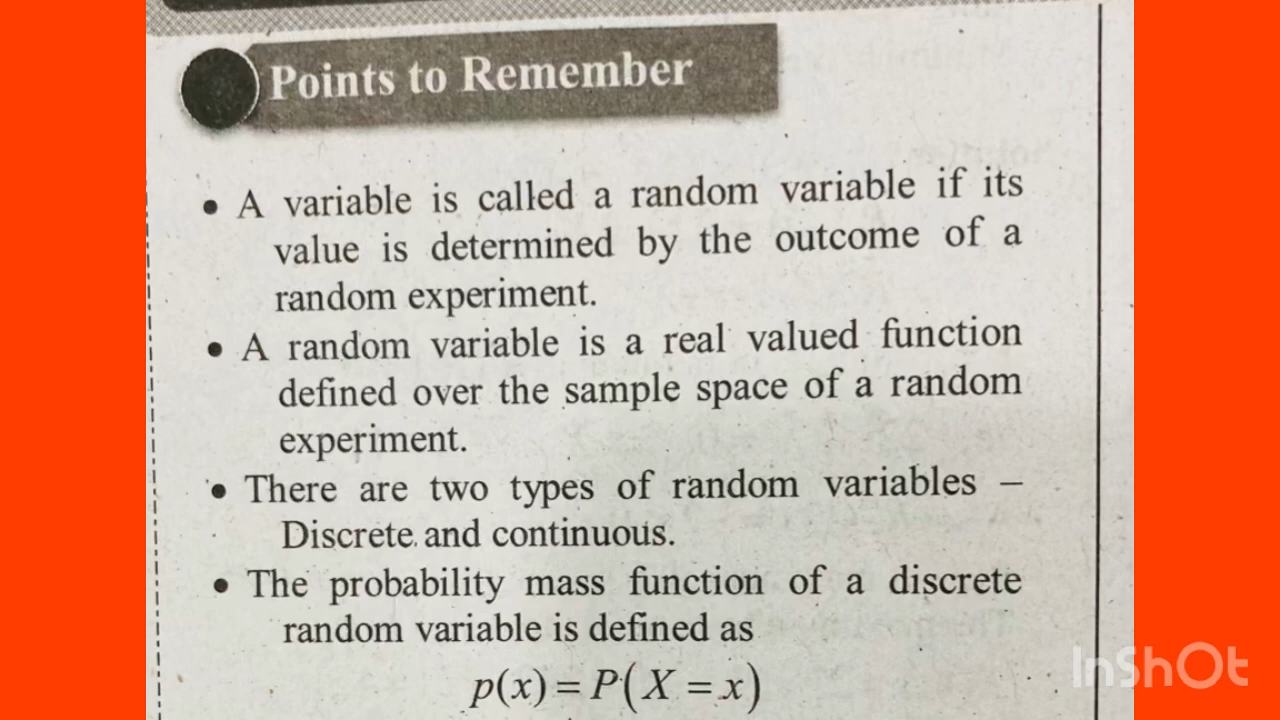 Points to Remember
• A variable is called a random variable if its
value is determined by the outcome of a
random experiment.
• A random variable is a real valued function
defined over the sample space of a random
experiment.
• There are two types of random variables –
Discrete and continuous.
• The probability mass function of a discrete
random variable is defined as
p(x) = P(X = x)
InShOt